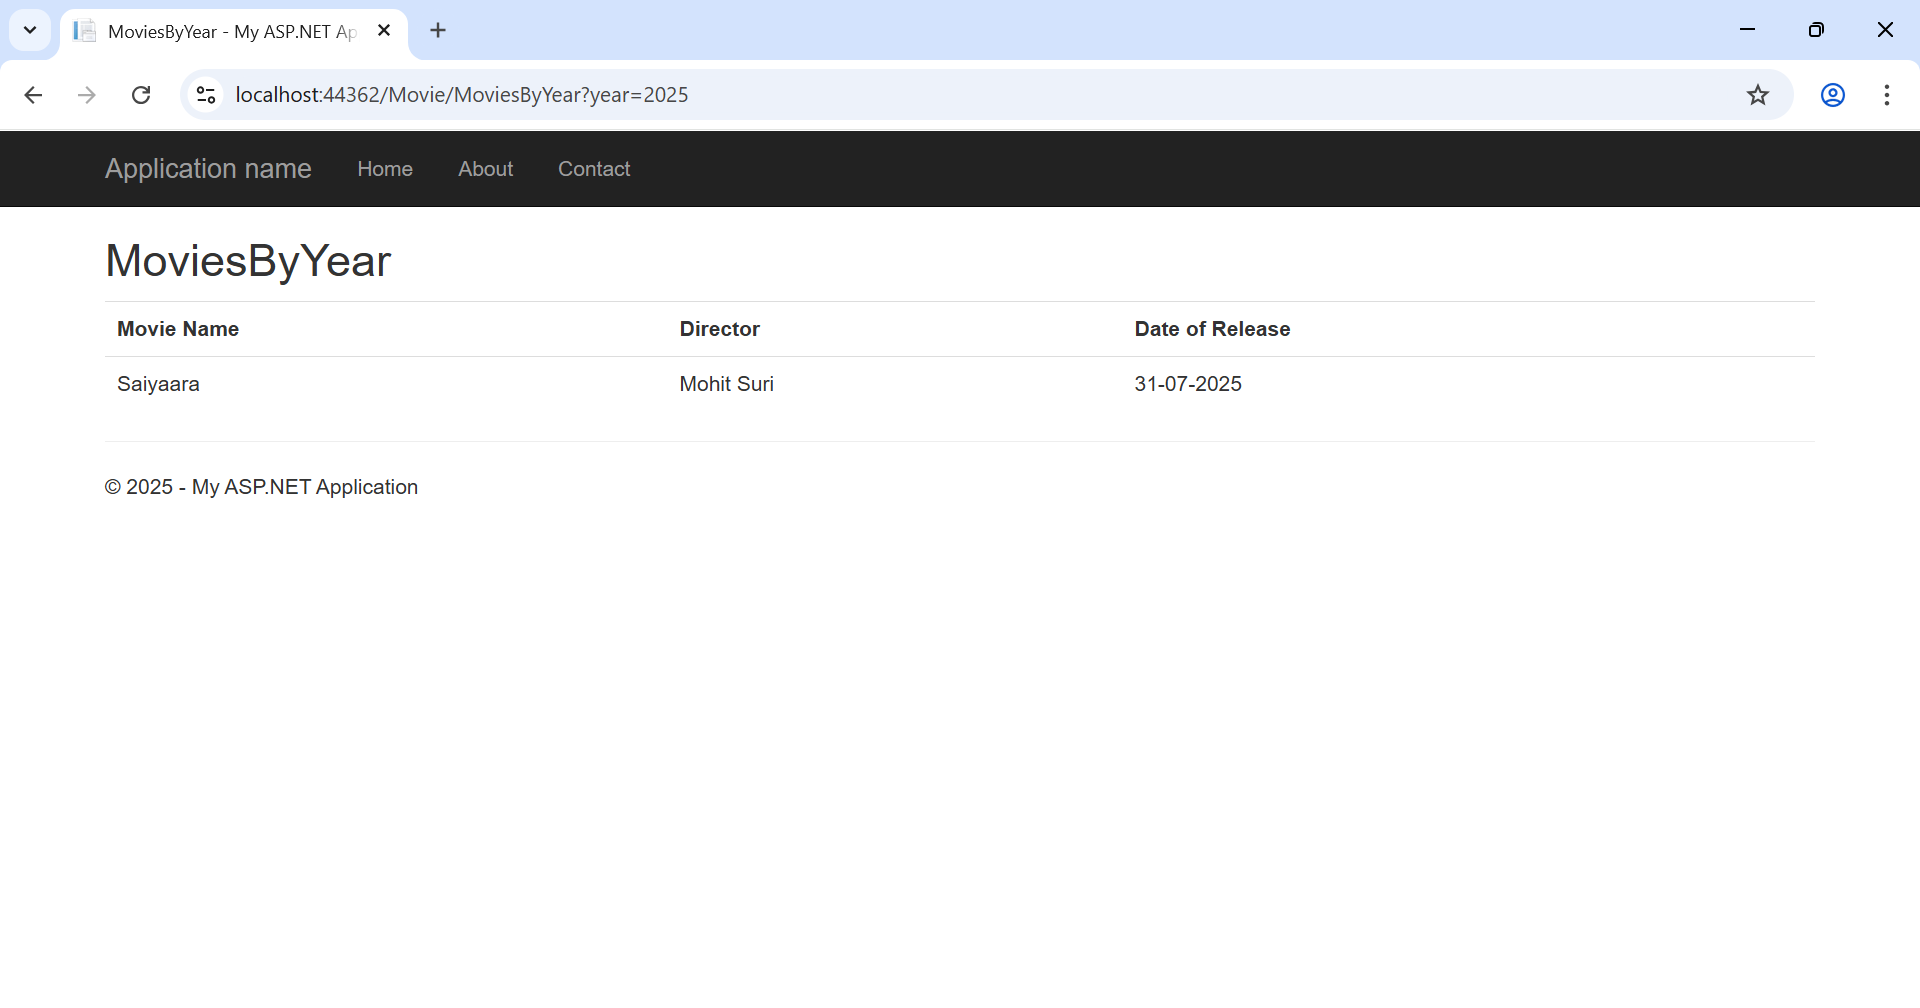 MoviesByYear - My ASP.NET Ap
localhost:44362/Movie/MoviesByYear?year=2025
Application name Home About Contact
MoviesByYear
Movie Name Director Date of Release
Saiyaara Mohit Suri 31-07-2025
© 2025 - My ASP.NET Application